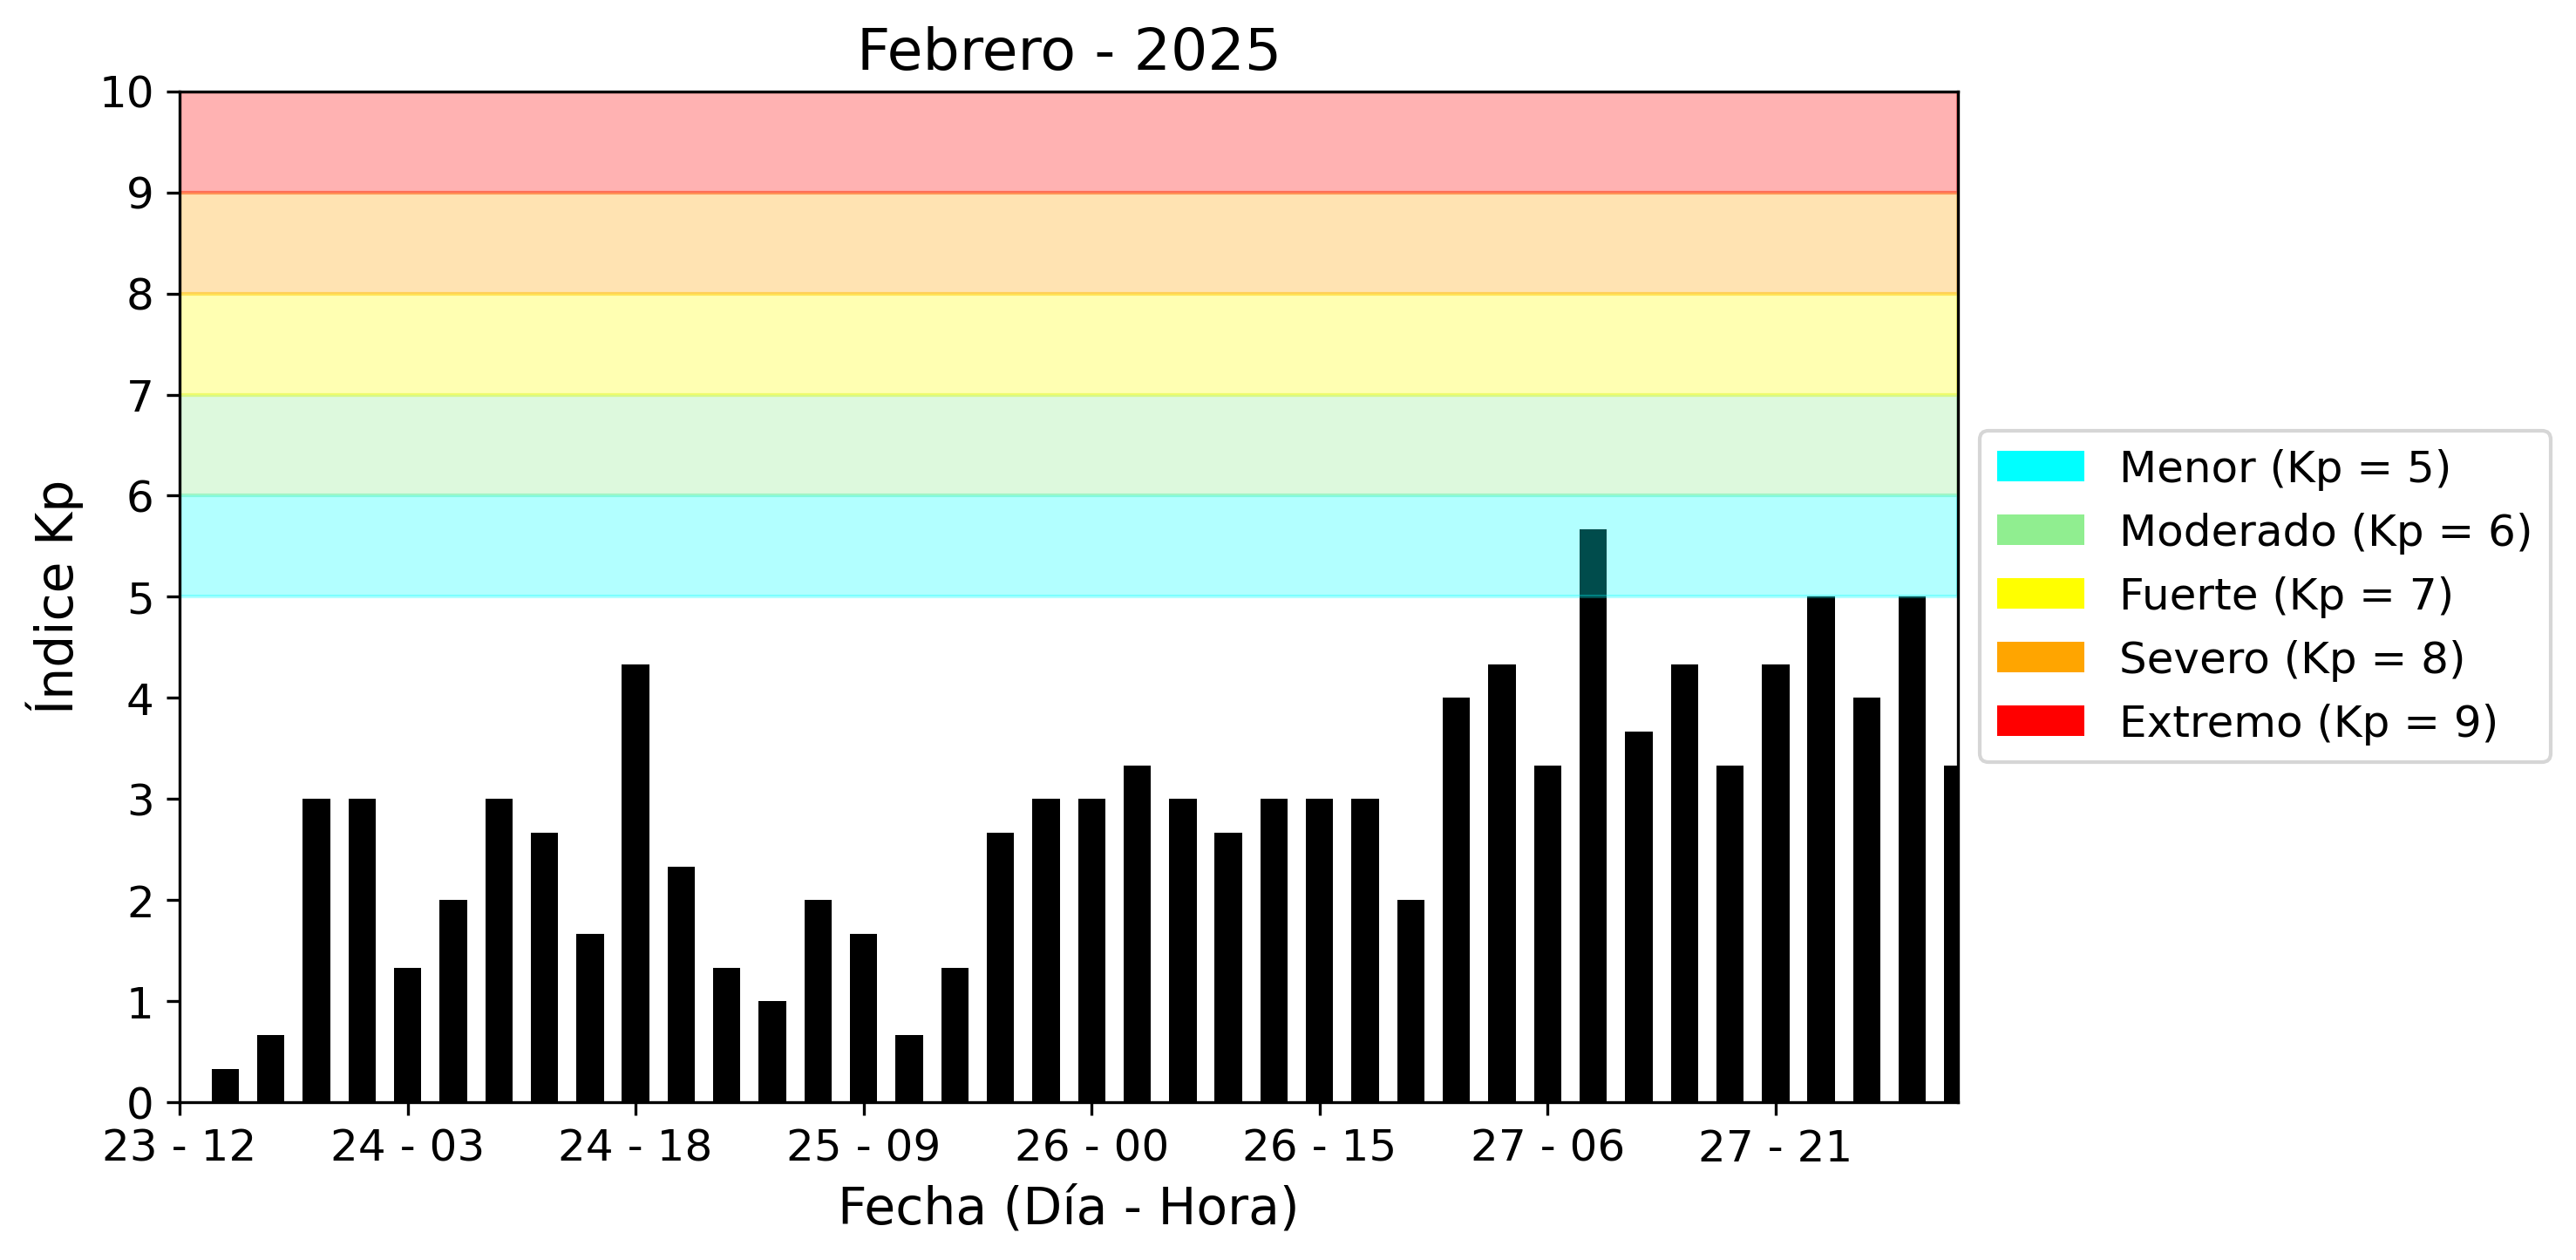 Febrero - 2025
10
9
8
7
6
5
4
3
2
1
0
Índice Kp
23 - 12
24 - 03
24 - 18
25 - 09
26 - 00
26 - 15
27 - 06
27 - 21
Fecha (Día - Hora)
Menor (Kp = 5)
Moderado (Kp = 6)
Fuerte (Kp = 7)
Severo (Kp = 8)
Extremo (Kp = 9)